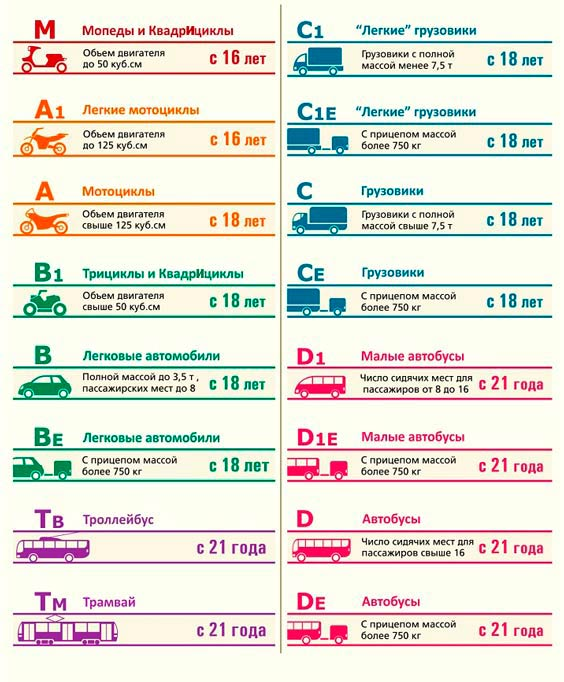 M Мопеды и Квадрициклы
Обьем двигателя
до 50 куб.см
с 16 лет
A1 Легкие мотоциклы
Обьем двигателя
до 125 куб.см
с 16 лет
A Мотоциклы
Обьем двигателя
свыше 125 куб.см
с 18 лет
B1 Трициклы и Квадрициклы
Обьем двигателя
свыше 50 куб.см
с 18 лет
B Легковые автомобили
Полной массой до 3,5 т ,
пассажирских мест до 8
с 18 лет
BE Легковые автомобили
С прицепом массой
более 750 кг
с 18 лет
TB Троллейбус
с 21 года
TM Трамвай
с 21 года
C1 “Легкие” грузовики
Грузовики с полной
массой менее 7,5 т
с 18 лет
C1E “Легкие” грузовики
С прицепом массой
более 750 кг
с 18 лет
C Грузовики
Грузовики с полной
массой свыше 7,5 т
с 18 лет
CE Грузовики
С прицепом массой
более 750 кг
с 18 лет
D1 Малые автобусы
Число сидячих мест для
пассажиров от 8 до 16
с 21 года
D1E Малые автобусы
С прицепом массой
более 750 кг
с 21 года
D Автобусы
Число сидячих мест для
пассажиров свыше 16
с 21 года
DE Автобусы
С прицепом массой
более 750 кг
с 21 года